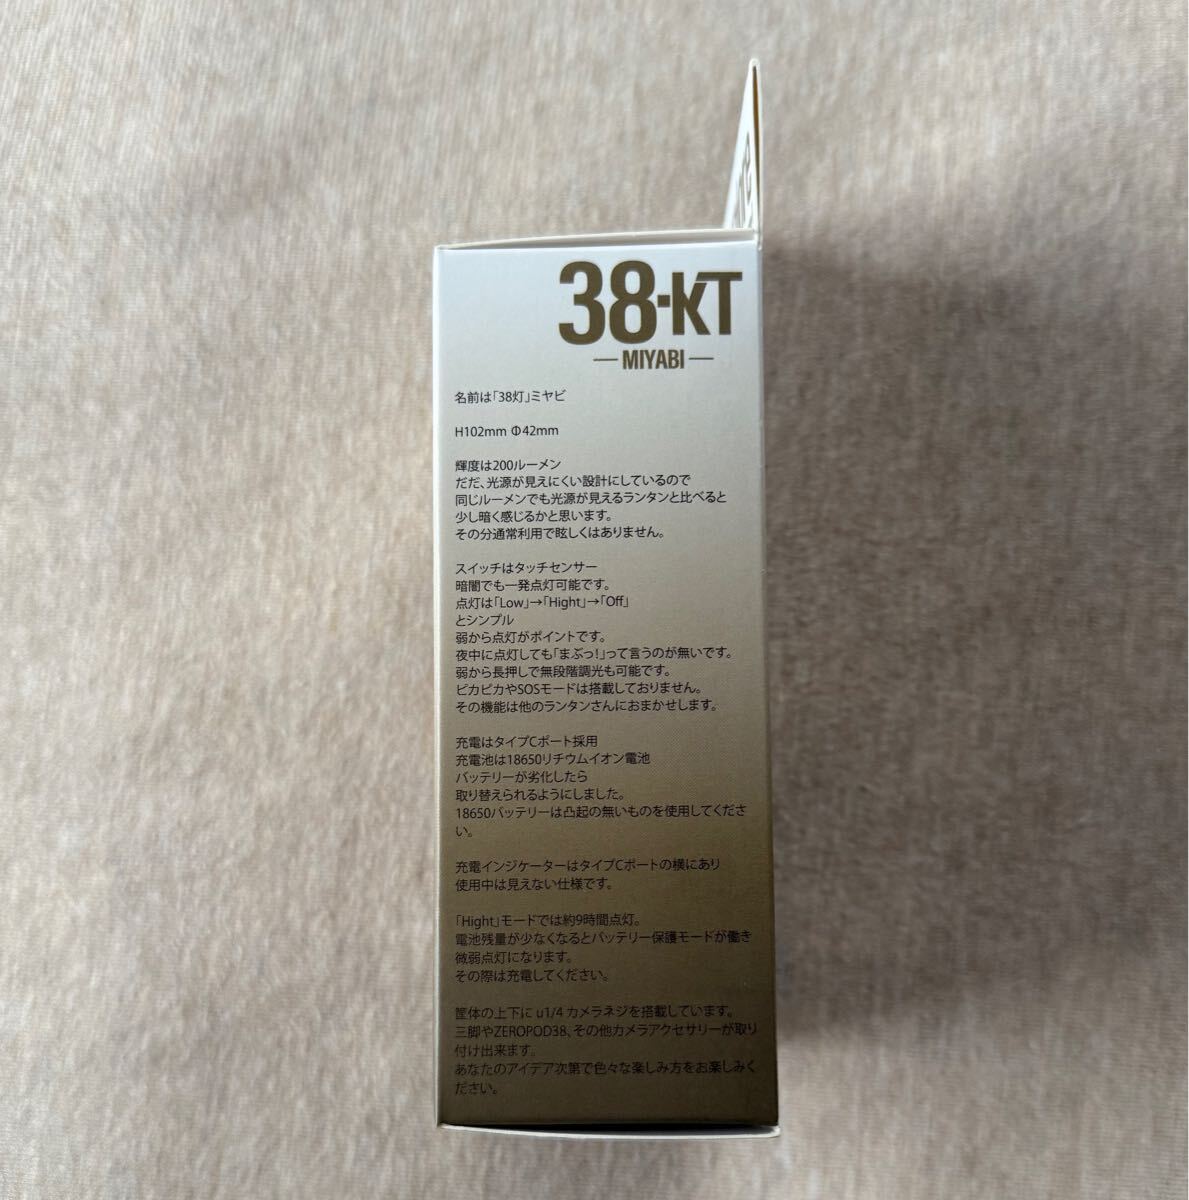 38-KT
MIYABI
名前は「38灯」ミヤビ
H102mm Φ42mm
輝度は200ルーメン
だだ、光源が見えにくい設計にしているので
同じルーメンでも光源が見えるランタンと比べると
少し暗く感じるかと思います。
その分通常利用で眩しくはありません。
スイッチはタッチセンサー
暗闇でも一発点灯可能です。
点灯は「Low」→「Hight」→「Off」
とシンプル
弱から点灯がポイントです。
夜中に点灯しても「まぶっ!」って言うのが無いです。
弱から長押しで無段階調光も可能です。
ピカピカやSOSモードは搭載しておりません。
その機能は他のランタンさんにおまかせします。
充電はタイプCポート採用
充電池は18650リチウムイオン電池
バッテリーが劣化したら
取り替えられるようにしました。
18650バッテリーは凸起の無いものを使用してくださ
い。
充電インジケーターはタイプCポートの横にあり
使用中は見えない仕様です。
「Hight」モードでは約9時間点灯。
電池残量が少なくなるとバッテリー保護モードが働き
微弱点灯になります。
その際は充電してください。
筐体の上下に u1/4 カメラネジを搭載しています。
三脚やZEROPOD38、その他カメラアクセサリーが取り
付け出来ます。
あなたのアイデア次第で色々な楽しみ方をお楽しみく
ださい。